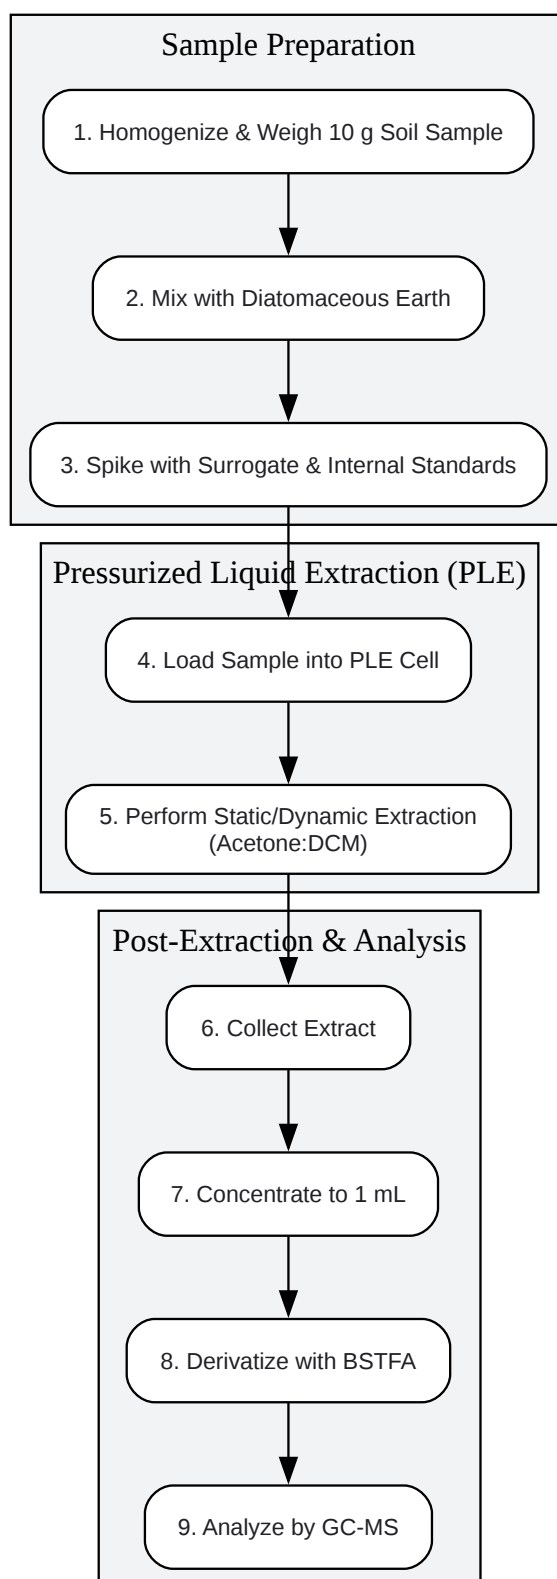 Sample Preparation
1. Homogenize & Weigh 10 g Soil Sample
2. Mix with Diatomaceous Earth
3. Spike with Surrogate & Internal Standards
Pressurized Liquid Extraction (PLE)
4. Load Sample into PLE Cell
5. Perform Static/Dynamic Extraction
(Acetone:DCM)
Post-Extraction & Analysis
6. Collect Extract
7. Concentrate to 1 mL
8. Derivatize with BSTFA
9. Analyze by GC-MS